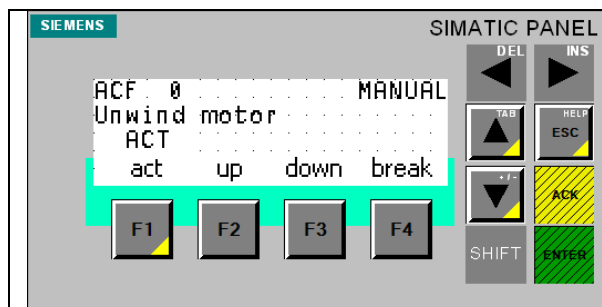 SIEMENS
SIMATIC PANEL
DEL INS
ACF 0 MANUAL
Unwind motor
TAB HELP
ESC
ACT
act up down break
+/-
ACK
F1 F2 F3 F4
SHIFT ENTER